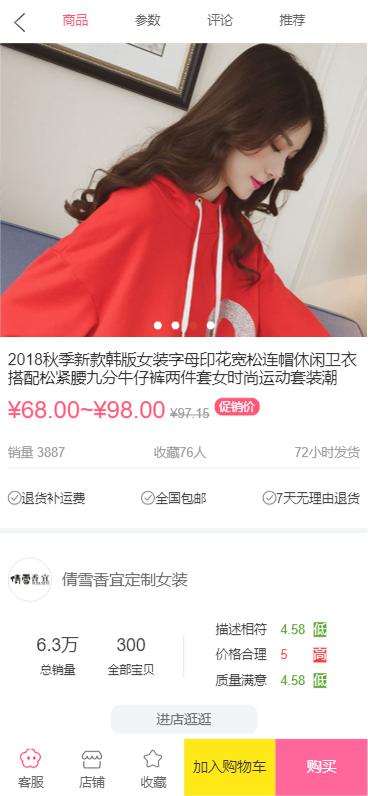 商品 参数 评论 推荐
2018秋季新款韩版女装字母印花宽松连帽休闲卫衣
搭配松紧腰九分牛仔裤两件套女时尚运动套装潮
¥68.00~¥98.00 ¥97.15 促销价
销量 3887 收藏76人 72小时发货
退货补运费 全国包邮 7天无理由退货
倩雪香宜
倩雪香宜定制女装
6.3万 300
总销量 全部宝贝
描述相符 4.58 低
价格合理 5 高
质量满意 4.58 低
进店逛逛
客服 店铺 收藏 加入购物车 购买